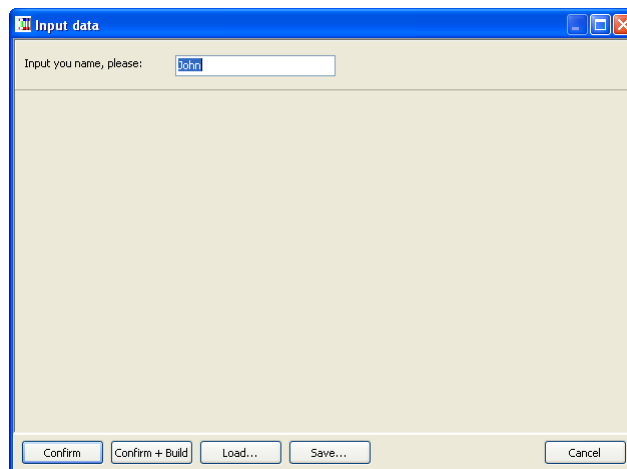 Input data
Input you name, please:
John
Confirm
Confirm + Build
Load...
Save...
Cancel